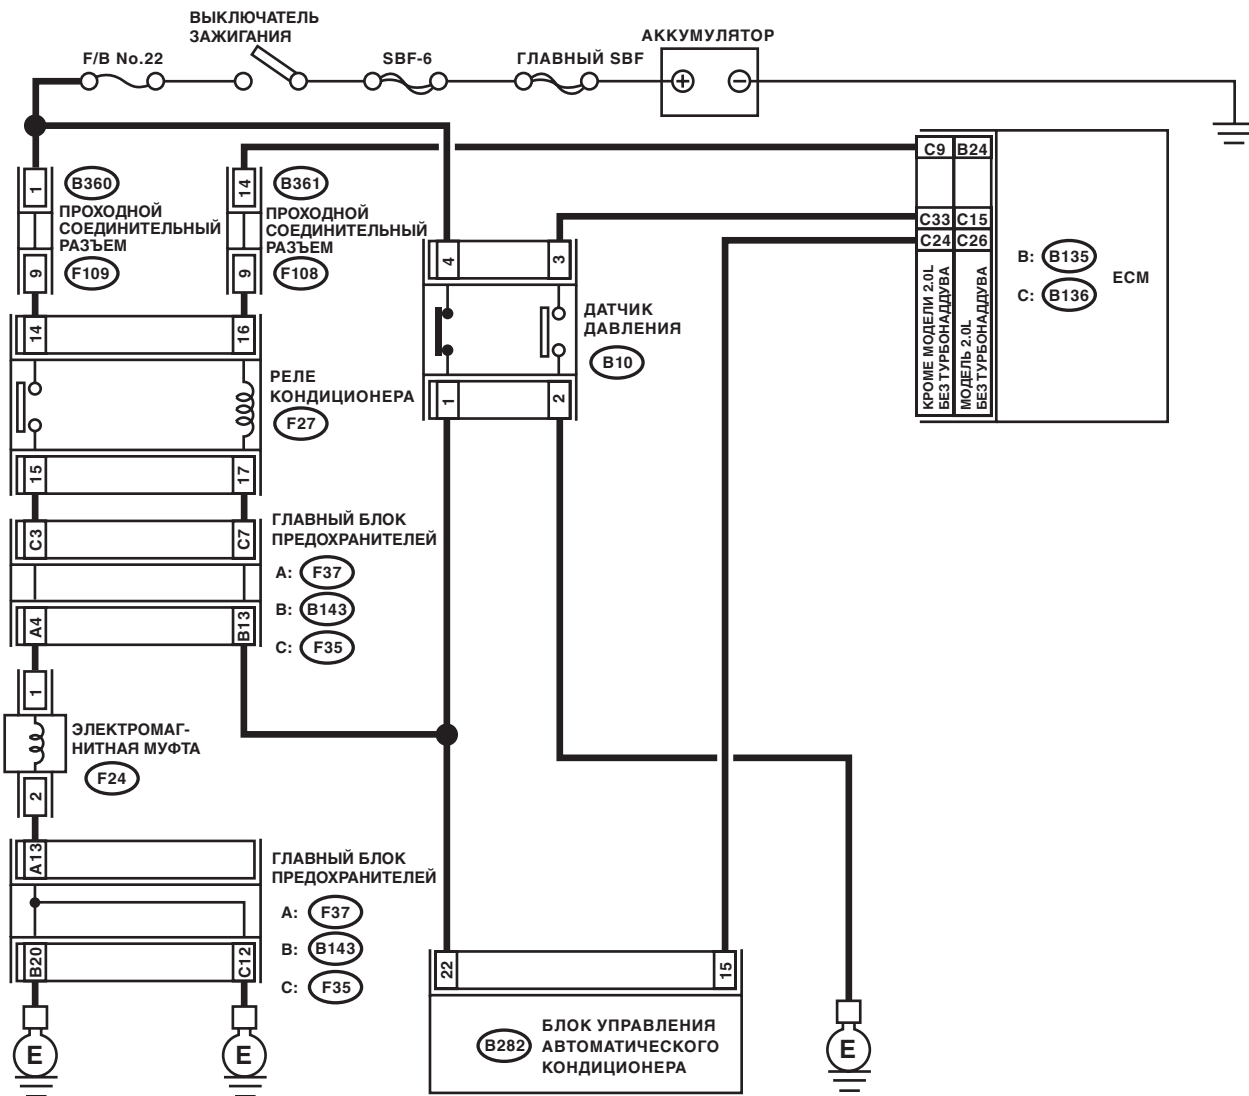 ВЫКЛЮЧАТЕЛЬ
ЗАЖИГАНИЯ
F/B No.22
SBF-6
ГЛАВНЫЙ SBF
АККУМУЛЯТОР
+ −
C9 B24
C33 C15
C24 C26
КРОМЕ МОДЕЛИ 2.0L
БЕЗ ТУРБОНАДДУВА
МОДЕЛЬ 2.0L
БЕЗ ТУРБОНАДДУВА
B: B135
C: B136
ECM
1
B360
ПРОХОДНОЙ
СОЕДИНИТЕЛЬНЫЙ
РАЗЪЕМ
9
F109
14
B361
ПРОХОДНОЙ
СОЕДИНИТЕЛЬНЫЙ
РАЗЪЕМ
9
F108
4 3
ДАТЧИК
ДАВЛЕНИЯ
B10
1 2
14 16
РЕЛЕ
КОНДИЦИОНЕРА
F27
15 17
C3 C7
ГЛАВНЫЙ БЛОК
ПРЕДОХРАНИТЕЛЕЙ
A: F37
B: B143
C: F35
A4 B13
1
ЭЛЕКТРОМАГ-
НИТНАЯ МУФТА
F24
2
A13
ГЛАВНЫЙ БЛОК
ПРЕДОХРАНИТЕЛЕЙ
A: F37
B: B143
C: F35
B20 C12
E E
22 15
B282
БЛОК УПРАВЛЕНИЯ
АВТОМАТИЧЕСКОГО
КОНДИЦИОНЕРА
E